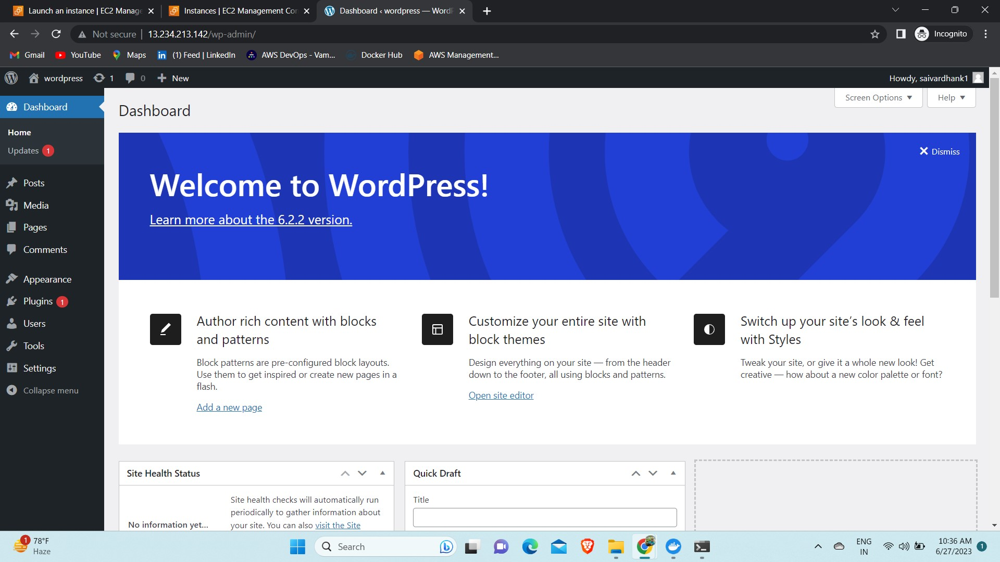 Launch an instance | EC2 Manage
Instances | EC2 Management Con
Dashboard ‹ wordpress — WordP
Not secure
13.234.213.142/wp-admin/
Incognito
Gmail
YouTube
Maps
(1) Feed | LinkedIn
AWS DevOps - Vam...
Docker Hub
AWS Management...
wordpress
1
0
New
Howdy, saivardhank1
Dashboard
Home
Updates 1
Posts
Media
Pages
Comments
Appearance
Plugins 1
Users
Tools
Settings
Collapse menu
Screen Options
Help
Dashboard
Dismiss
Welcome to WordPress!
Learn more about the 6.2.2 version.
Author rich content with blocks
and patterns
Block patterns are pre-configured block layouts.
Use them to get inspired or create new pages in a
flash.
Add a new page
Customize your entire site with
block themes
Design everything on your site — from the header
down to the footer, all using blocks and patterns.
Open site editor
Switch up your site’s look & feel
with Styles
Tweak your site, or give it a whole new look! Get
creative — how about a new color palette or font?
Site Health Status
No information yet...
Site health checks will automatically run
periodically to gather information about
your site. You can also visit the Site
Quick Draft
Title
1
78°F
Haze
Search
ENG
IN
10:36 AM
6/27/2023
1